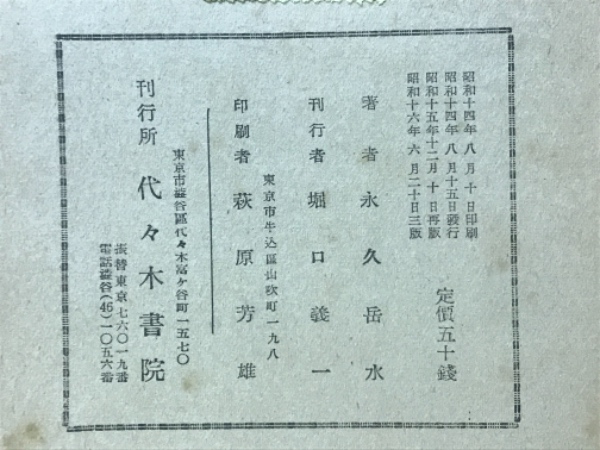 昭和十四年八月十日印刷
昭和十四年八月十五日發行
昭和十五年十二月十日再版
昭和十六年六月二十日三版
定價五十錢
著者 永久岳水
刊行者 堀口義一
東京市牛込區山吹町一九八
印刷者 萩原芳雄
東京市澁谷區代々木富ヶ谷町一五七〇
刊行所 代々木書院
振替東京七六〇一九番
電話澁谷(46)一〇五六番